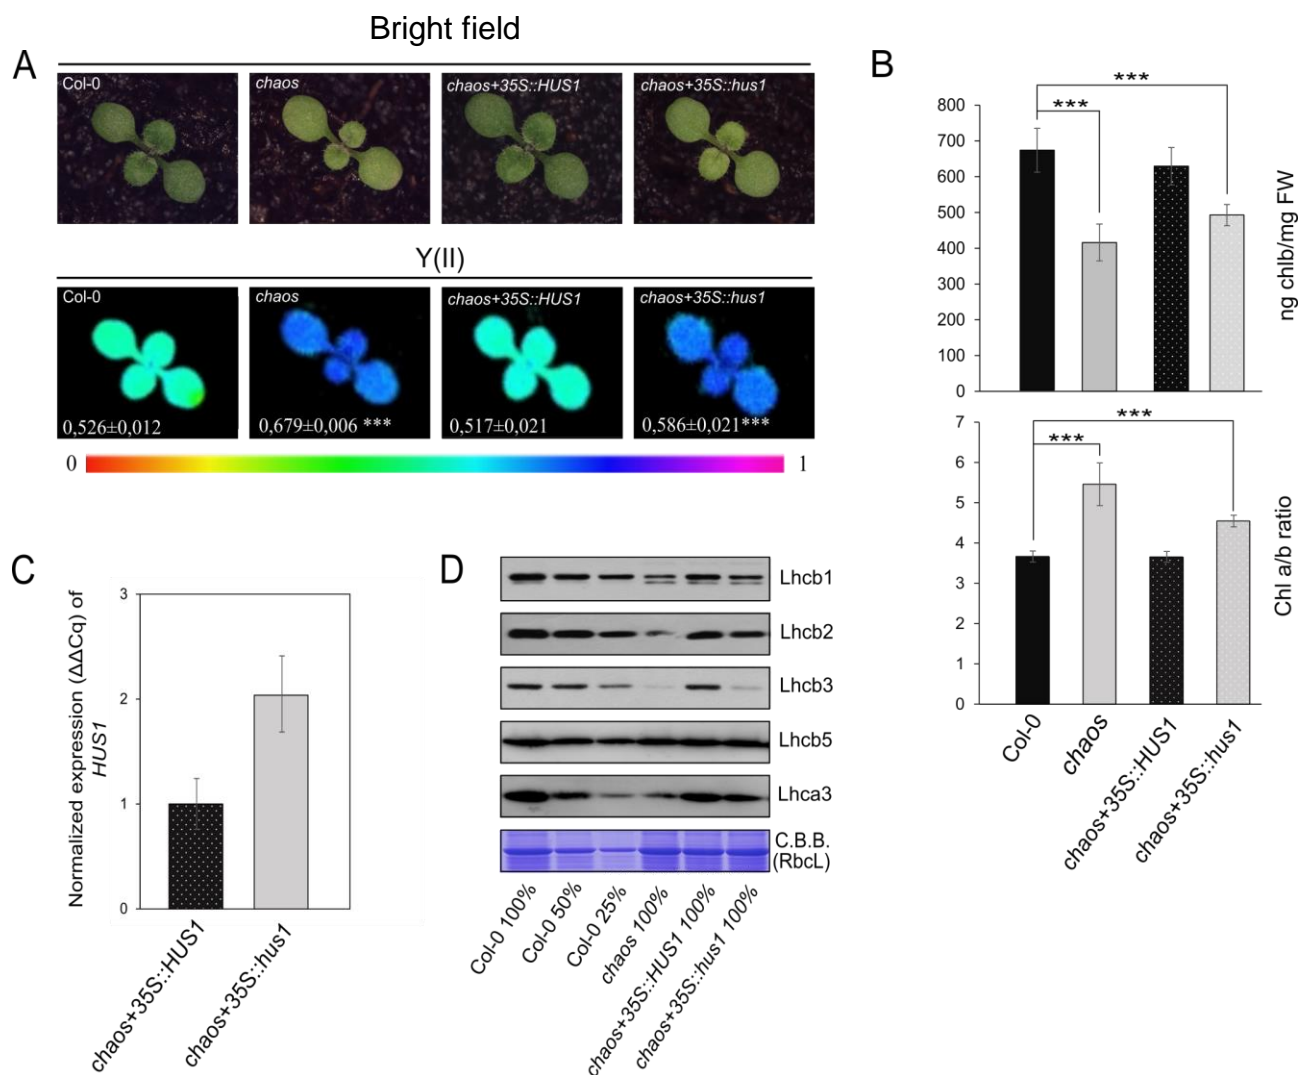 Bright field
A
Col-0
chaos
chaos+35S::HUS1
chaos+35S::hus1
Y(II)
Col-0
chaos
chaos+35S::HUS1
chaos+35S::hus1
0,526±0,012
0,679±0,006 ***
0,517±0,021
0,586±0,021***
0
1
B
***
***
800
700
600
500
400
300
200
100
0
ng chlb/mg FW
***
***
7
6
5
4
3
2
1
0
Chl a/b ratio
Col-0
chaos
chaos+35S::HUS1
chaos+35S::hus1
C
Normalized expression (ΔΔCq) of
HUS1
3
2
1
0
chaos+35S::HUS1
chaos+35S::hus1
D
Lhcb1
Lhcb2
Lhcb3
Lhcb5
Lhca3
C.B.B.
(RbcL)
Col-0 100%
Col-0 50%
Col-0 25%
chaos 100%
chaos+35S::HUS1 100%
chaos+35S::hus1 100%